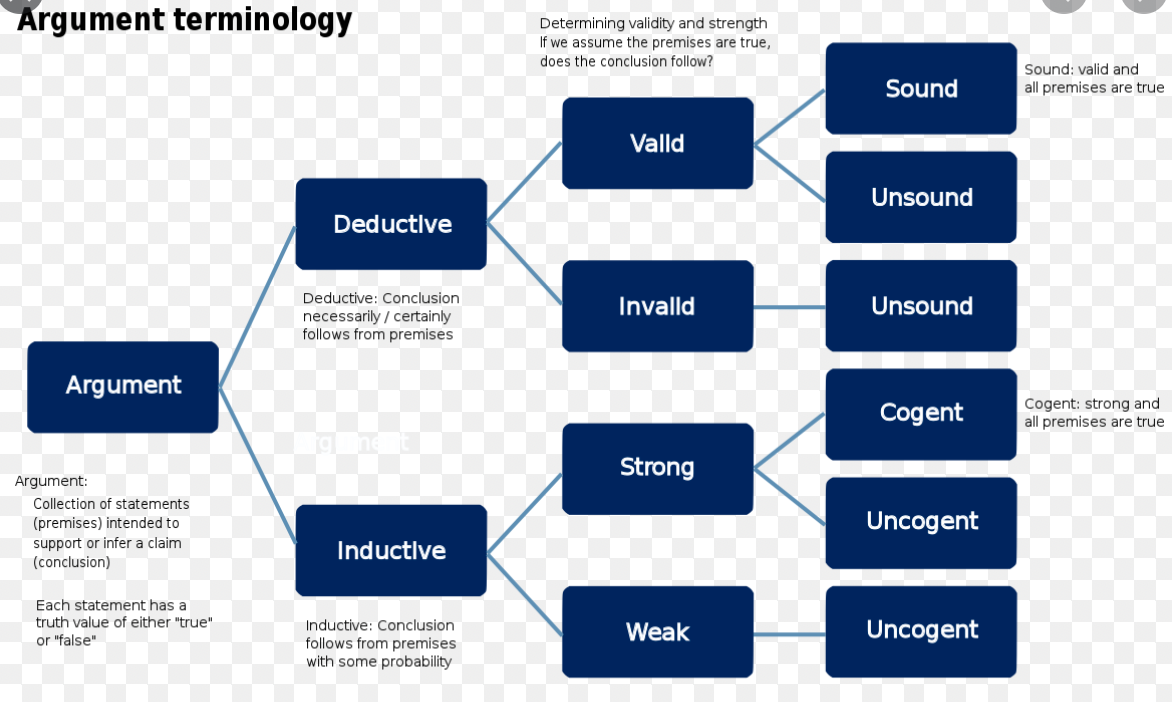 Argument terminology
Determining validity and strength
If we assume the premises are true,
does the conclusion follow?
Sound
Sound: valid and
all premises are true
Valid
Unsound
Deductive
Deductive: Conclusion
necessarily / certainly
follows from premises
Invalid
Unsound
Argument
Argument:
Collection of statements
(premises) intended to
support or infer a claim
(conclusion)
Each statement has a
truth value of either "true"
or "false"
Argument
Cogent
Cogent: strong and
all premises are true
Strong
Uncogent
Inductive
Inductive: Conclusion
follows from premises
with some probability
Weak
Uncogent